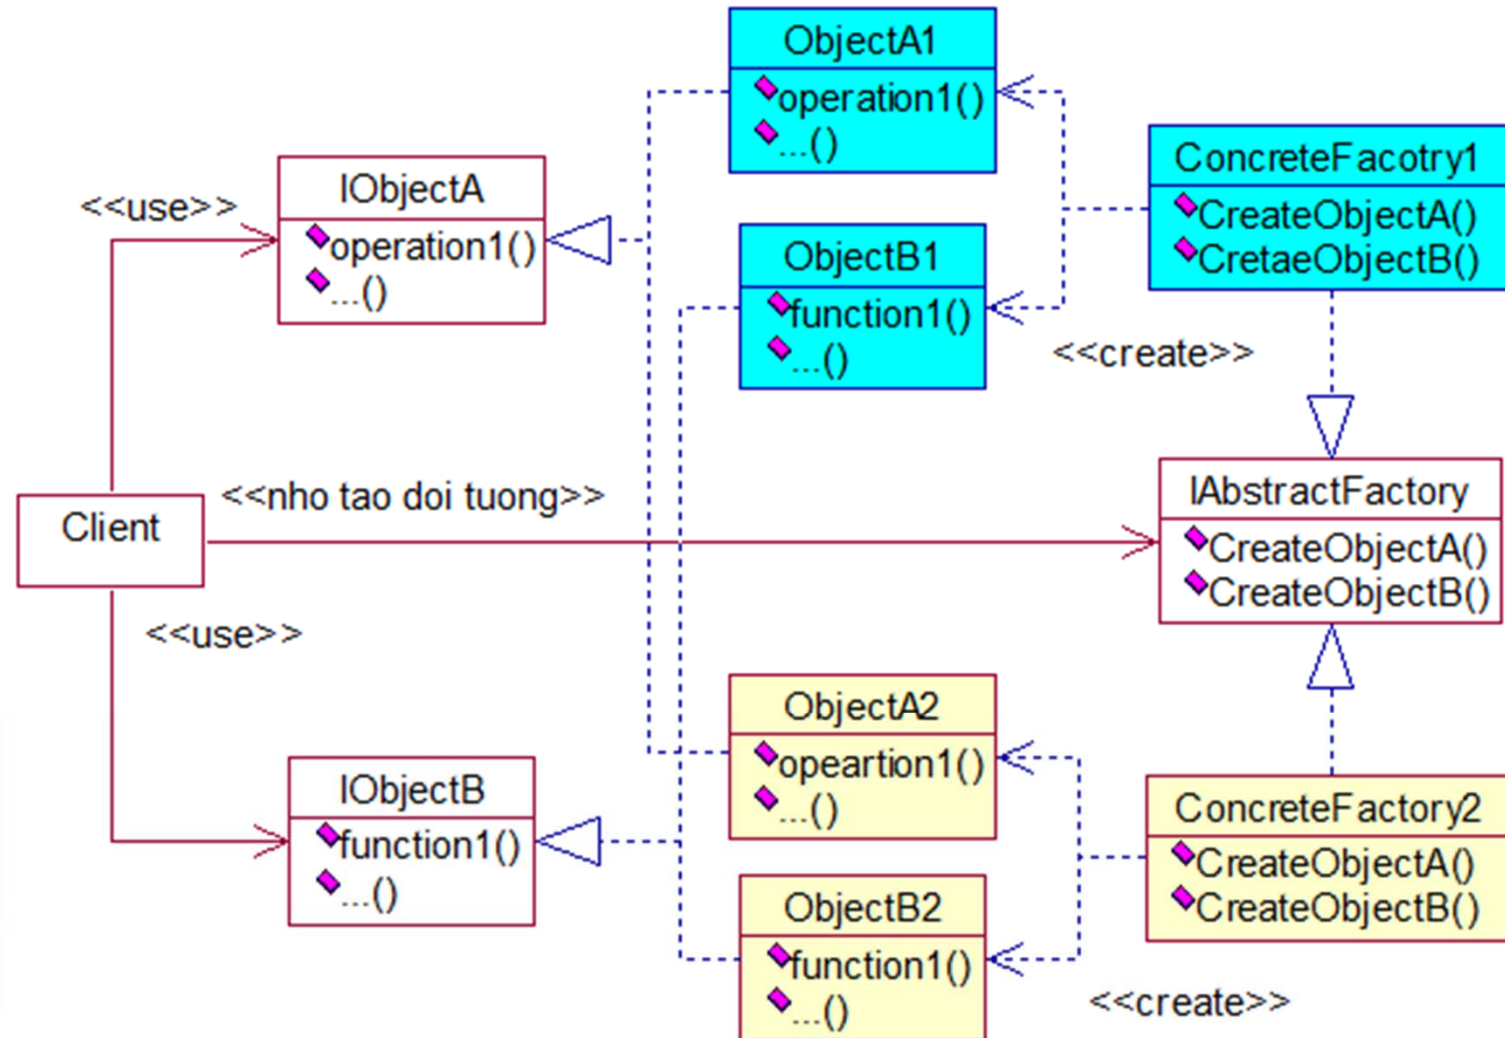 ObjectA1
operation1()
...()
ConcreteFacotry1
CreateObjectA()
CretaeObjectB()
IObjectA
operation1()
...()
<<use>>
ObjectB1
function1()
...()
<<create>>
Client
<<nho tao doi tuong>>
IAbstractFactory
CreateObjectA()
CreateObjectB()
<<use>>
ObjectA2
opeartion1()
...()
IObjectB
function1()
...()
ConcreteFactory2
CreateObjectA()
CreateObjectB()
ObjectB2
function1()
...()
<<create>>